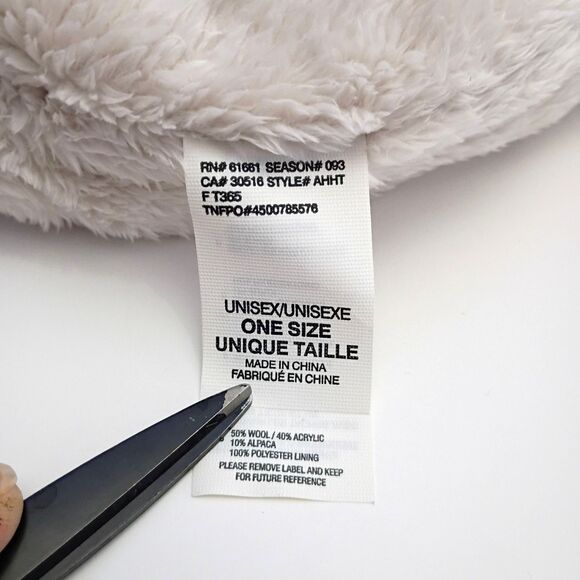 RN# 61681 SEASON# 093
CA# 30516 STYLE# AHHT
F T365
TNFPO#4500785576
UNISEX/UNISEXE
ONE SIZE
UNIQUE TAILLE
MADE IN CHINA
FABRIQUÉ EN CHINE
50% WOOL / 40% ACRYLIC
10% ALPACA
100% POLYESTER LINING
PLEASE REMOVE LABEL AND KEEP
FOR FUTURE REFERENCE